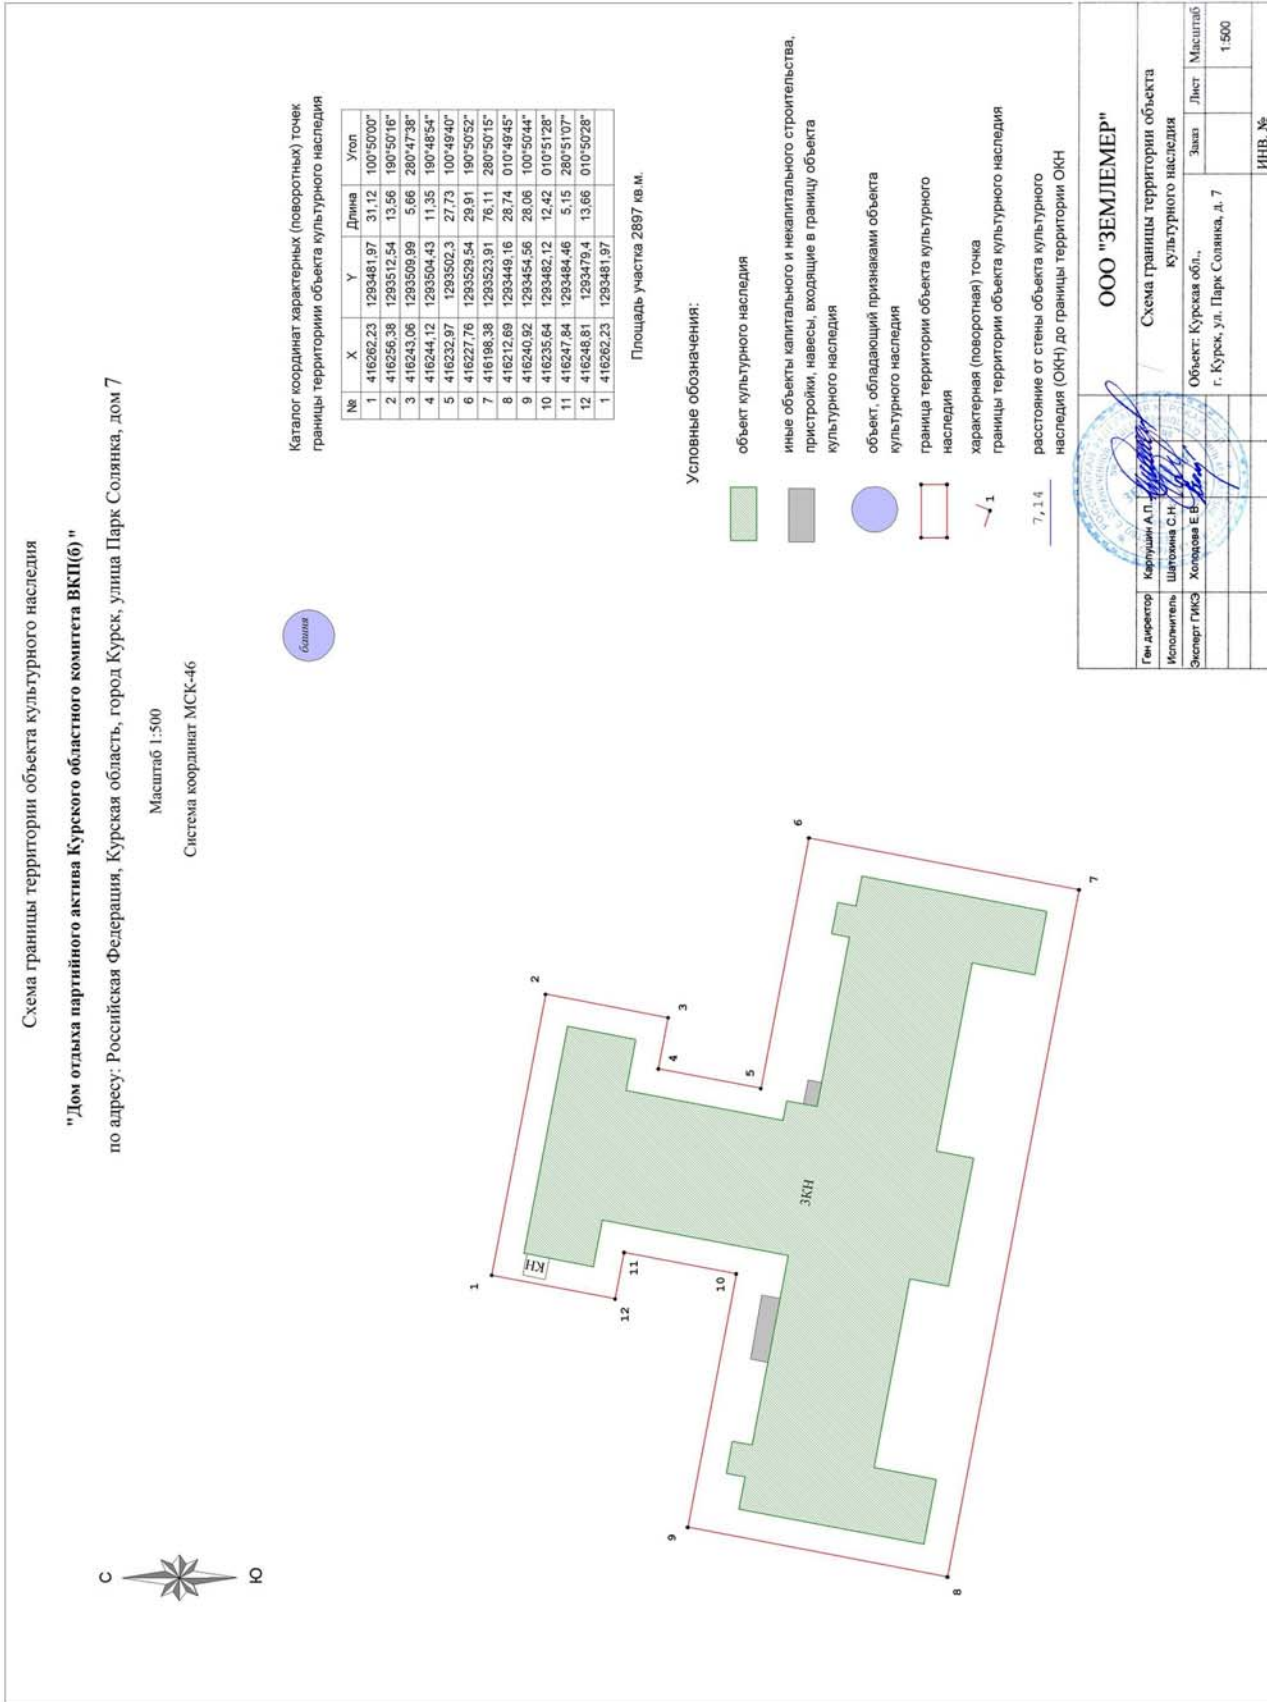 Схема границы территории объекта культурного наследия
"Дом отдыха партийного актива Курского областного комитета ВКП(б) "
по адресу: Российская Федерация, Курская область, город Курск, улица Парк Солянка, дом 7
Масштаб 1:500
Система координат МСК-46
С
Ю
башня
Каталог координат характерных (поворотных) точек
границы территориии объекта культурного наследия
№ X Y Длина Угол
1 416262,23 1293481,97 31,12 100°50'00"
2 416256,38 1293512,54 13,56 190°50'16"
3 416243,06 1293509,99 5,66 280°47'38"
4 416244,12 1293504,43 11,35 190°48'54"
5 416232,97 1293502,3 27,73 100°49'40"
6 416227,76 1293529,54 29,91 190°50'52"
7 416198,38 1293523,91 76,11 280°50'15"
8 416212,69 1293449,16 28,74 010°49'45"
9 416240,92 1293454,56 28,06 100°50'44"
10 416235,64 1293482,12 12,42 010°51'28"
11 416247,84 1293484,46 5,15 280°51'07"
12 416248,81 1293479,4 13,66 010°50'28"
1 416262,23 1293481,97
Площадь участка 2897 кв.м.
1
2
3
4
5
6
7
8
9
10
11
12
КН
3КН
Условные обозначения:
объект культурного наследия
иные объекты капитального и некапитального строительства,
пристройки, навесы, входящие в границу объекта
культурного наследия
объект, обладающий признаками объекта
культурного наследия
граница территории объекта культурного
наследия
1
характерная (поворотная) точка
границы территории объекта культурного наследия
7,14
расстояние от стены объекта культурного
наследия (ОКН) до границы территории ОКН
ООО "ЗЕМЛЕМЕР"
Ген директор Карпушин А.П.
Исполнитель Шатохина С.Н.
Эксперт ГИКЭ Холодова Е.В.
Схема границы территории объекта
культурного наследия
Объект: Курская обл.,
г. Курск, ул. Парк Солянка, д. 7
Заказ Лист Масштаб
1:500
ИНВ. №